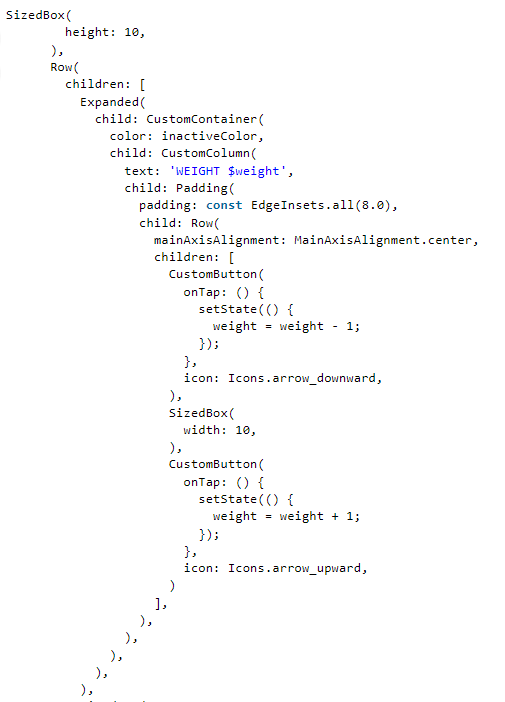 SizedBox(
        height: 10,
      ),
      Row(
        children: [
          Expanded(
            child: CustomContainer(
              color: inactiveColor,
              child: CustomColumn(
                text: 'WEIGHT $weight',
                child: Padding(
                  padding: const EdgeInsets.all(8.0),
                  child: Row(
                    mainAxisAlignment: MainAxisAlignment.center,
                    children: [
                      CustomButton(
                        onTap: () {
                          setState(() {
                            weight = weight - 1;
                          });
                        },
                        icon: Icons.arrow_downward,
                      ),
                      SizedBox(
                        width: 10,
                      ),
                      CustomButton(
                        onTap: () {
                          setState(() {
                            weight = weight + 1;
                          });
                        },
                        icon: Icons.arrow_upward,
                      )
                    ],
                  ),
                ),
              ),
            ),
          ),